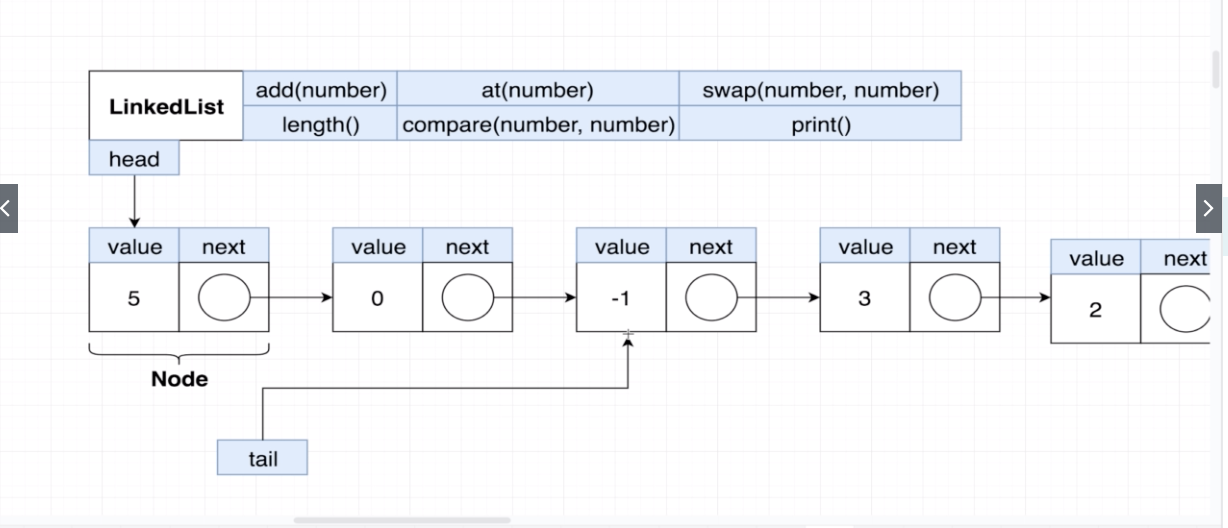 LinkedList
add(number) at(number) swap(number, number)
length() compare(number, number) print()
head
value next value next value next value next value next
5 0 -1 3 2
Node
tail